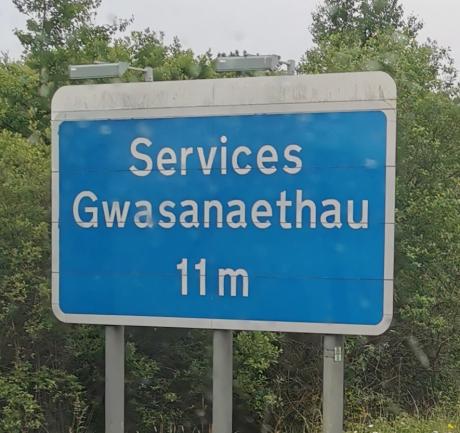 Services
Gwasanaethau
11 m